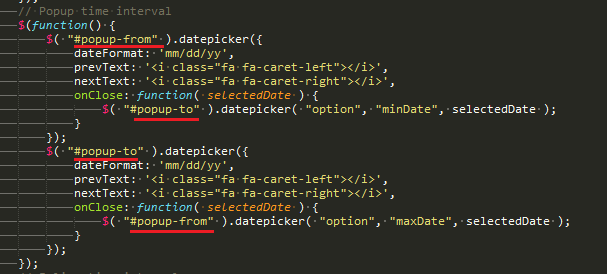 // Popup time interval
$(function() {
$( "#popup-from" ).datepicker({
dateFormat: 'mm/dd/yy',
prevText: '<i class="fa fa-caret-left"></i>',
nextText: '<i class="fa fa-caret-right"></i>',
onClose: function( selectedDate ) {
$( "#popup-to" ).datepicker( "option", "minDate", selectedDate );
}
});
$( "#popup-to" ).datepicker({
dateFormat: 'mm/dd/yy',
prevText: '<i class="fa fa-caret-left"></i>',
nextText: '<i class="fa fa-caret-right"></i>',
onClose: function( selectedDate ) {
$( "#popup-from" ).datepicker( "option", "maxDate", selectedDate );
}
});
});